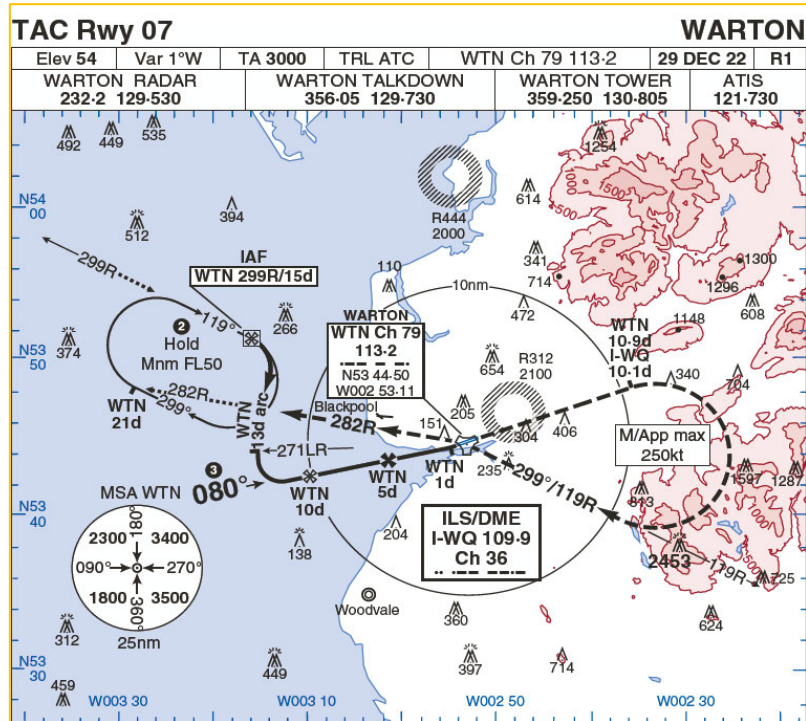 TAC Rwy 07
WARTON
Elev 54
Var 1°W
TA 3000
TRL ATC
WTN Ch 79 113·2
29 DEC 22
R1
WARTON RADAR
232·2 129·530
WARTON TALKDOWN
356·05 129·730
WARTON TOWER
359·250 130·805
ATIS
121·730
492
449
535
1254
1500
500
N54
00
394
512
R444
2000
614
IAF
WTN 299R/15d
299R
119°
110
341
714
1300
1296
10nm
608
2
Hold
Mnm FL50
266
374
WARTON
WTN Ch 79
113·2
N53 44·50
W002 53·11
472
WTN
10·9d
I-WQ
10·1d
1148
N53
50
654
R312
2100
340
704
282R
299°
WTN
21d
WTN
13d arc
Blackpool
282R
205
151
304
406
M/App max
250kt
271LR
3
080°
WTN
10d
WTN
5d
WTN
1d
235
299°/119R
813
1597
1287
MSA WTN
2300
3400
180°
090°
270°
1800
3500
360°
25nm
N53
40
138
204
ILS/DME
I-WQ 109·9
Ch 36
2453
119R
725
Woodvale
360
624
312
449
397
714
N53
30
459
W003 30
W003 10
W002 50
W002 30